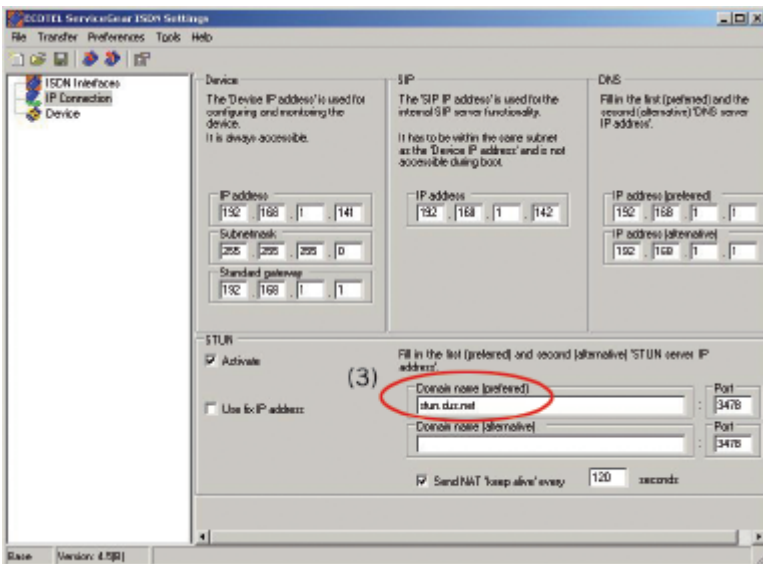 ECOTEL ServiceGear ISDN Settings
File Transfer Preferences Tools Help
ISDN Interfaces
IP Connection
Device
Device
The 'Device IP address' is used for
configuring and monitoring the
device.
It is always accessible.
IP address
192 . 168 . 1 . 141
Subnetmask
255 . 255 . 255 . 0
Standard gateway
192 . 168 . 1 . 1
SIP
The 'SIP IP address' is used for the
internal SIP server functionality.
It has to be within the same subnet
as the 'Device IP address' and is not
accessible during boot.
IP address
192 . 168 . 1 . 142
DNS
Fill in the first (preferred) and the
second (alternative) 'DNS server
IP address'.
IP address (preferred)
192 . 168 . 1 . 1
IP address (alternative)
192 . 168 . 1 . 1
STUN
Activate
Use fix IP address
(3)
Fill in the first (preferred) and second (alternative) 'STUN server IP
address'.
Domain name (preferred)
stun.dus.net
: Port
3478
Domain name (alternative)
: Port
3478
Send NAT 'keep alive' every 120 seconds
Base Version: 4.5(B)